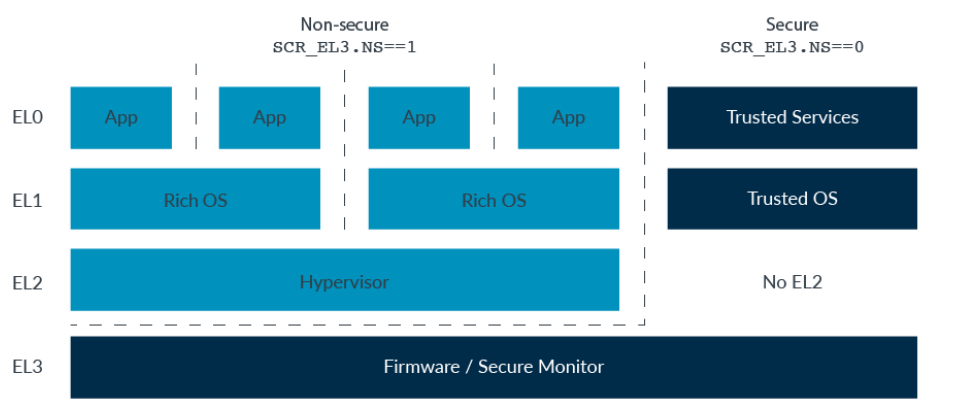 Non-secure
SCR_EL3.NS==1
Secure
SCR_EL3.NS==0
EL0
App
App
App
App
Trusted Services
EL1
Rich OS
Rich OS
Trusted OS
EL2
Hypervisor
No EL2
EL3
Firmware / Secure Monitor